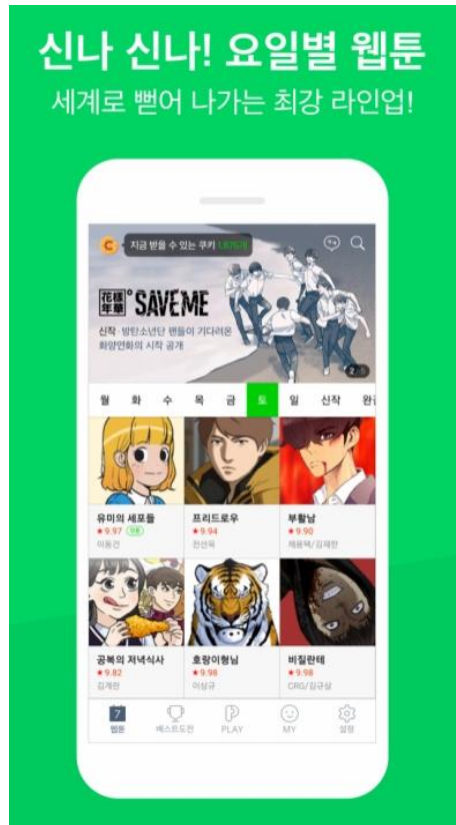 신나 신나! 요일별 웹툰
세계로 뻗어 나가는 최강 라인업!
C 지금 받을 수 있는 쿠키
花樣年華 SAVE ME
신작 방탄소년단 팬들이 기다려온
화양연화의 시작 공개
월 화 수 목 금 토 일 신작
유미의 세포들 프리드로우 부활남
★9.97 ★9.94 ★9.90
이동건 전선욱 채용택/김재한
공복의 저녁식사 호랑이형님 비질란테
★9.82 ★9.98 ★9.98
김계란 이상규 CRG/김규삼
7
웹툰 베스트도전 PLAY MY 설정